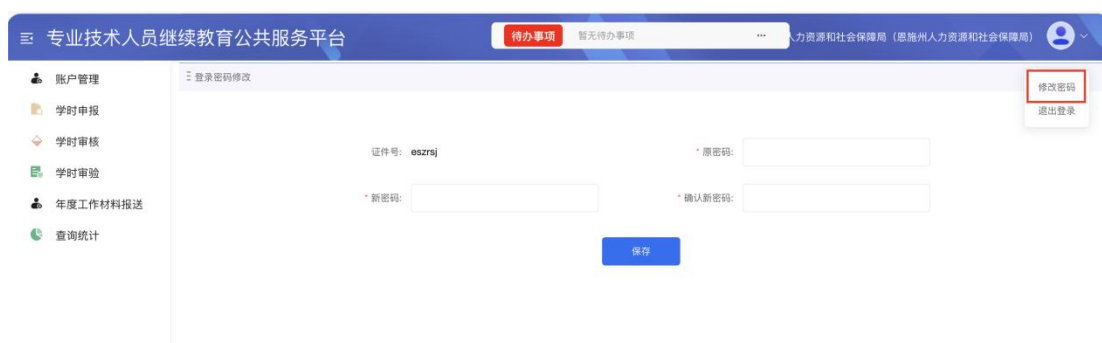 专业技术人员继续教育公共服务平台 待办事项 暂无待办事项 ... 人力资源和社会保障局（恩施州人力资源和社会保障局）
账户管理
登录密码修改
修改密码
学时申报
退出登录
学时审核
证件号: eszrsj * 原密码:
学时审验
* 新密码: * 确认新密码:
年度工作材料报送
查询统计
保存